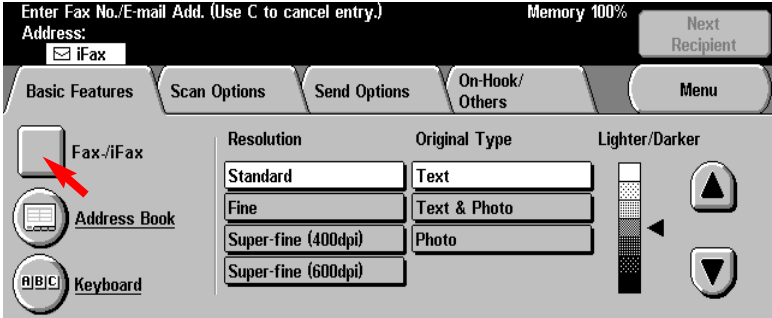 Enter Fax No./E-mail Add. (Use C to cancel entry.) Memory 100%
Address:
iFax
Next
Recipient
Basic Features Scan Options Send Options On-Hook/
Others
Menu
Fax-/iFax
Resolution Original Type Lighter/Darker
Standard Text
Fine Text & Photo
Super-fine (400dpi) Photo
Super-fine (600dpi)
Address Book
ABC Keyboard